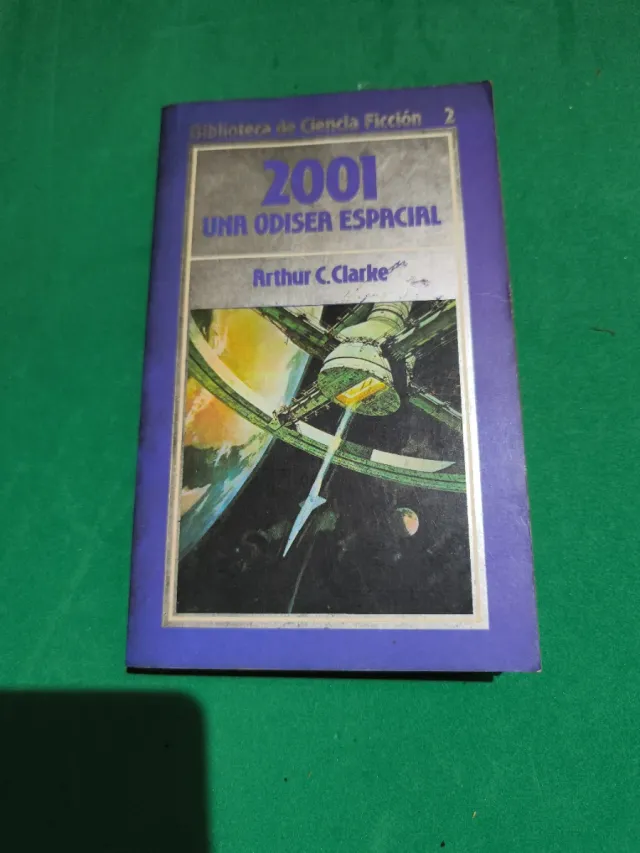 Biblioteca de Ciencia Ficción 2
2001
UNA ODISEA ESPACIAL
Arthur C. Clarke